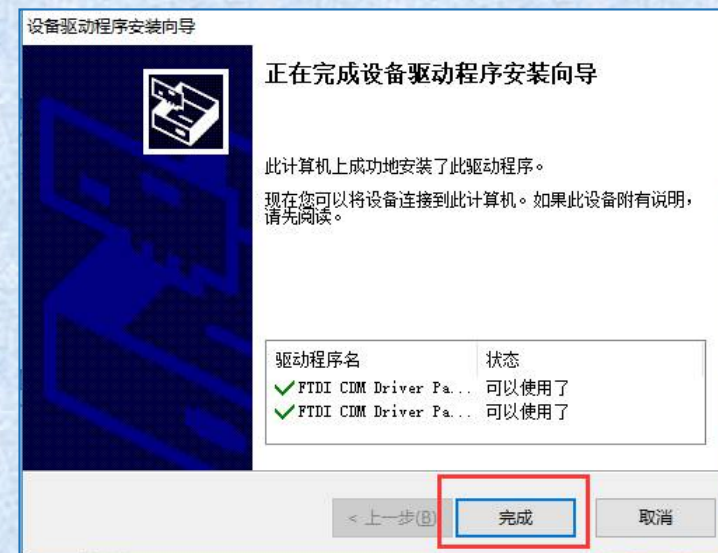 设备驱动程序安装向导
正在完成设备驱动程序安装向导
此计算机上成功地安装了此驱动程序。
现在您可以将设备连接到此计算机。如果此设备附有说明，
请先阅读。
驱动程序名 状态
FTDI CDM Driver Pa... 可以使用了
FTDI CDM Driver Pa... 可以使用了
< 上一步(B) 完成 取消